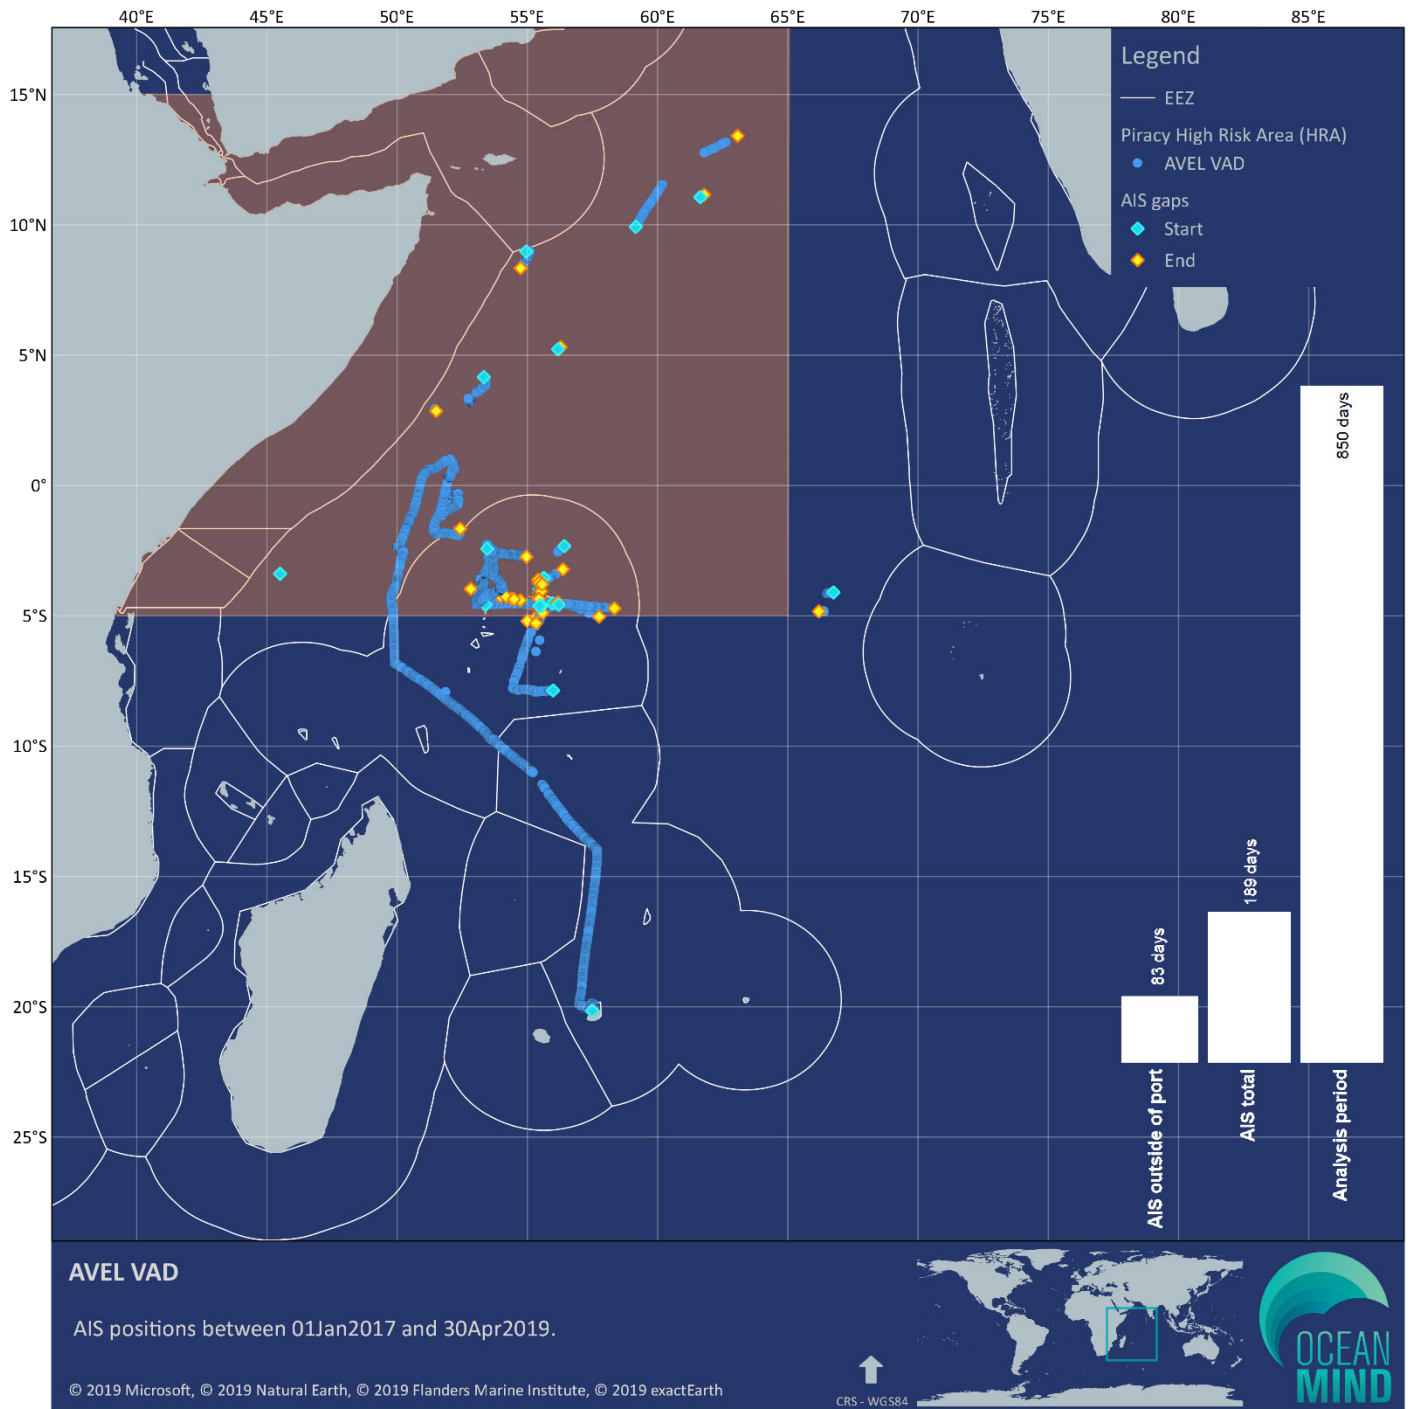 40°E 45°E 50°E 55°E 60°E 65°E 70°E 75°E 80°E 85°E
Legend
EEZ
Piracy High Risk Area (HRA)
AVEL VAD
AIS gaps
Start
End
15°N
10°N
5°N
0°
5°S
10°S
15°S
20°S
25°S
83 days
189 days
850 days
AIS outside of port
AIS total
Analysis period
AVEL VAD
AIS positions between 01Jan2017 and 30Apr2019.
© 2019 Microsoft, © 2019 Natural Earth, © 2019 Flanders Marine Institute, © 2019 exactEarth
CRS - WGS84
OCEAN
MIND